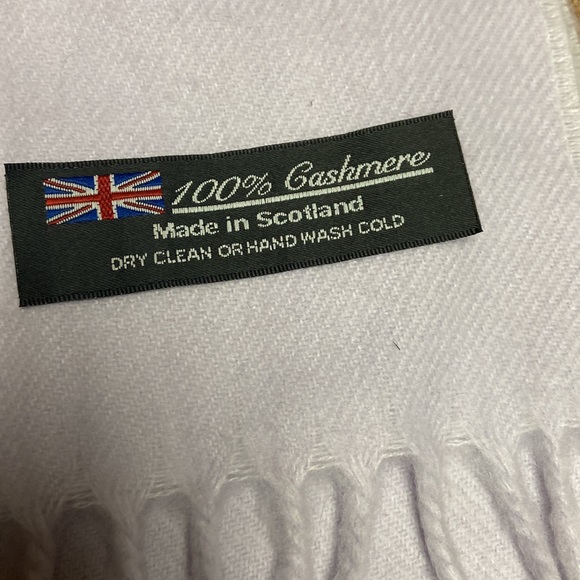 100% Cashmere
Made in Scotland
DRY CLEAN OR HAND WASH COLD